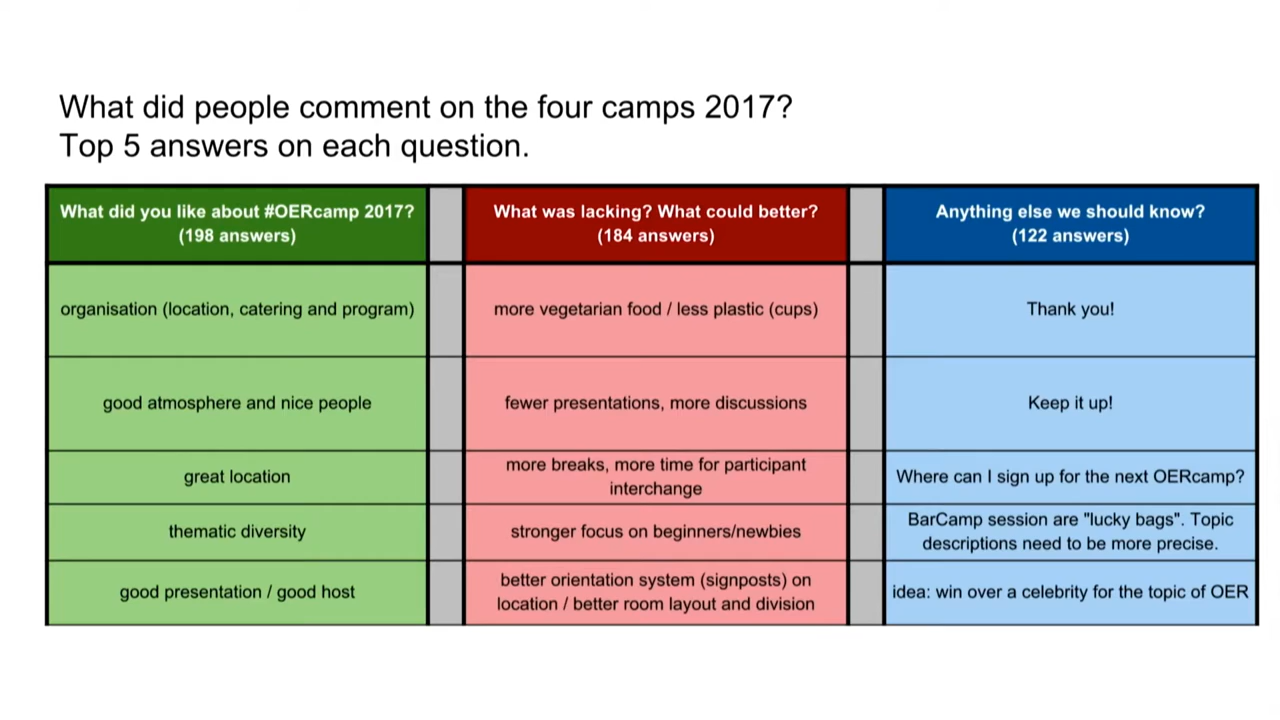 What did people comment on the four camps 2017?
Top 5 answers on each question.
What did you like about #OERcamp 2017?
(198 answers)
What was lacking? What could better?
(184 answers)
Anything else we should know?
(122 answers)
organisation (location, catering and program)
more vegetarian food / less plastic (cups)
Thank you!
good atmosphere and nice people
fewer presentations, more discussions
Keep it up!
great location
more breaks, more time for participant
interchange
Where can I sign up for the next OERcamp?
thematic diversity
stronger focus on beginners/newbies
BarCamp session are "lucky bags". Topic
descriptions need to be more precise.
good presentation / good host
better orientation system (signposts) on
location / better room layout and division
idea: win over a celebrity for the topic of OER